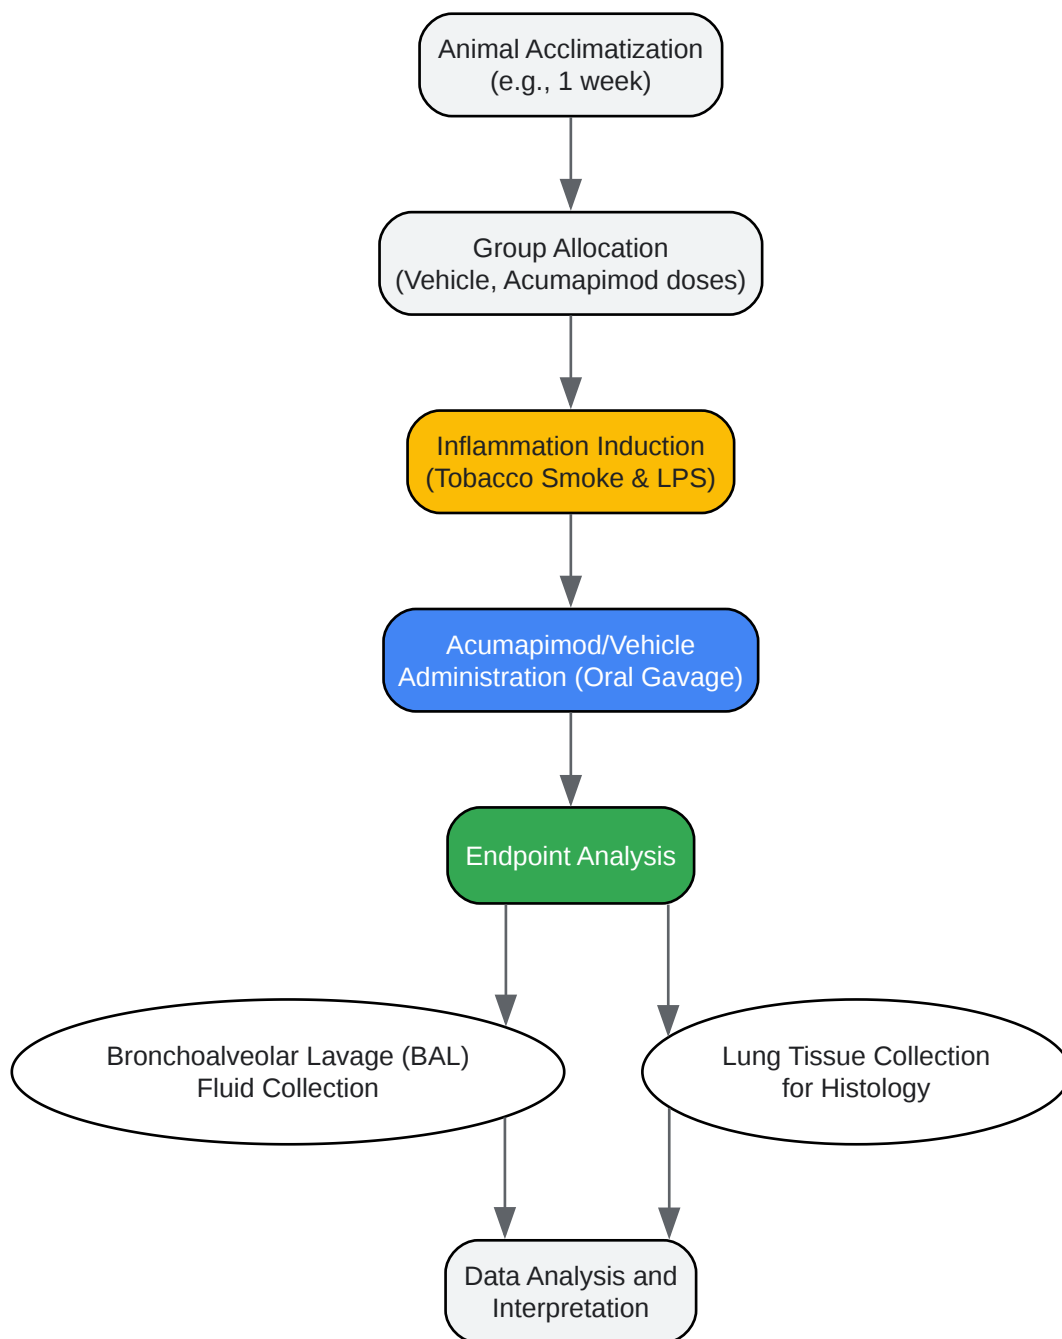 Animal Acclimatization
(e.g., 1 week)
Group Allocation
(Vehicle, Acumapimod doses)
Inflammation Induction
(Tobacco Smoke & LPS)
Acumapimod/Vehicle
Administration (Oral Gavage)
Endpoint Analysis
Bronchoalveolar Lavage (BAL)
Fluid Collection
Lung Tissue Collection
for Histology
Data Analysis and
Interpretation